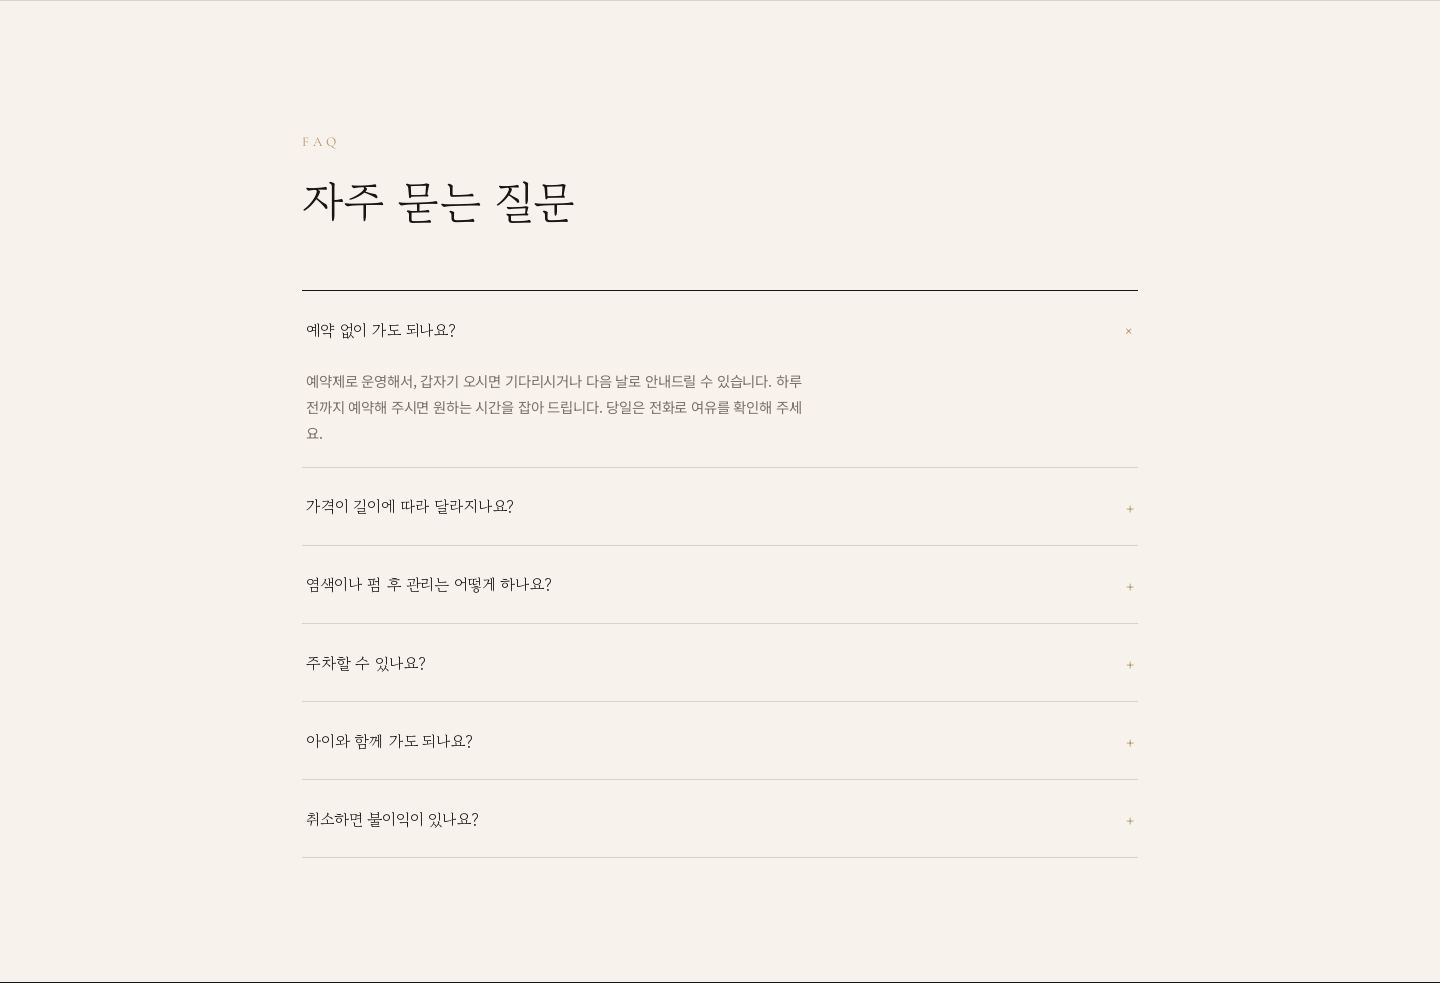 FAQ
자주 묻는 질문
예약 없이 가도 되나요? ×
예약제로 운영해서, 갑자기 오시면 기다리시거나 다음 날로 안내드릴 수 있습니다. 하루
전까지 예약해 주시면 원하는 시간을 잡아 드립니다. 당일은 전화로 여유를 확인해 주세
요.
가격이 길이에 따라 달라지나요? +
염색이나 펌 후 관리는 어떻게 하나요? +
주차할 수 있나요? +
아이와 함께 가도 되나요? +
취소하면 불이익이 있나요? +